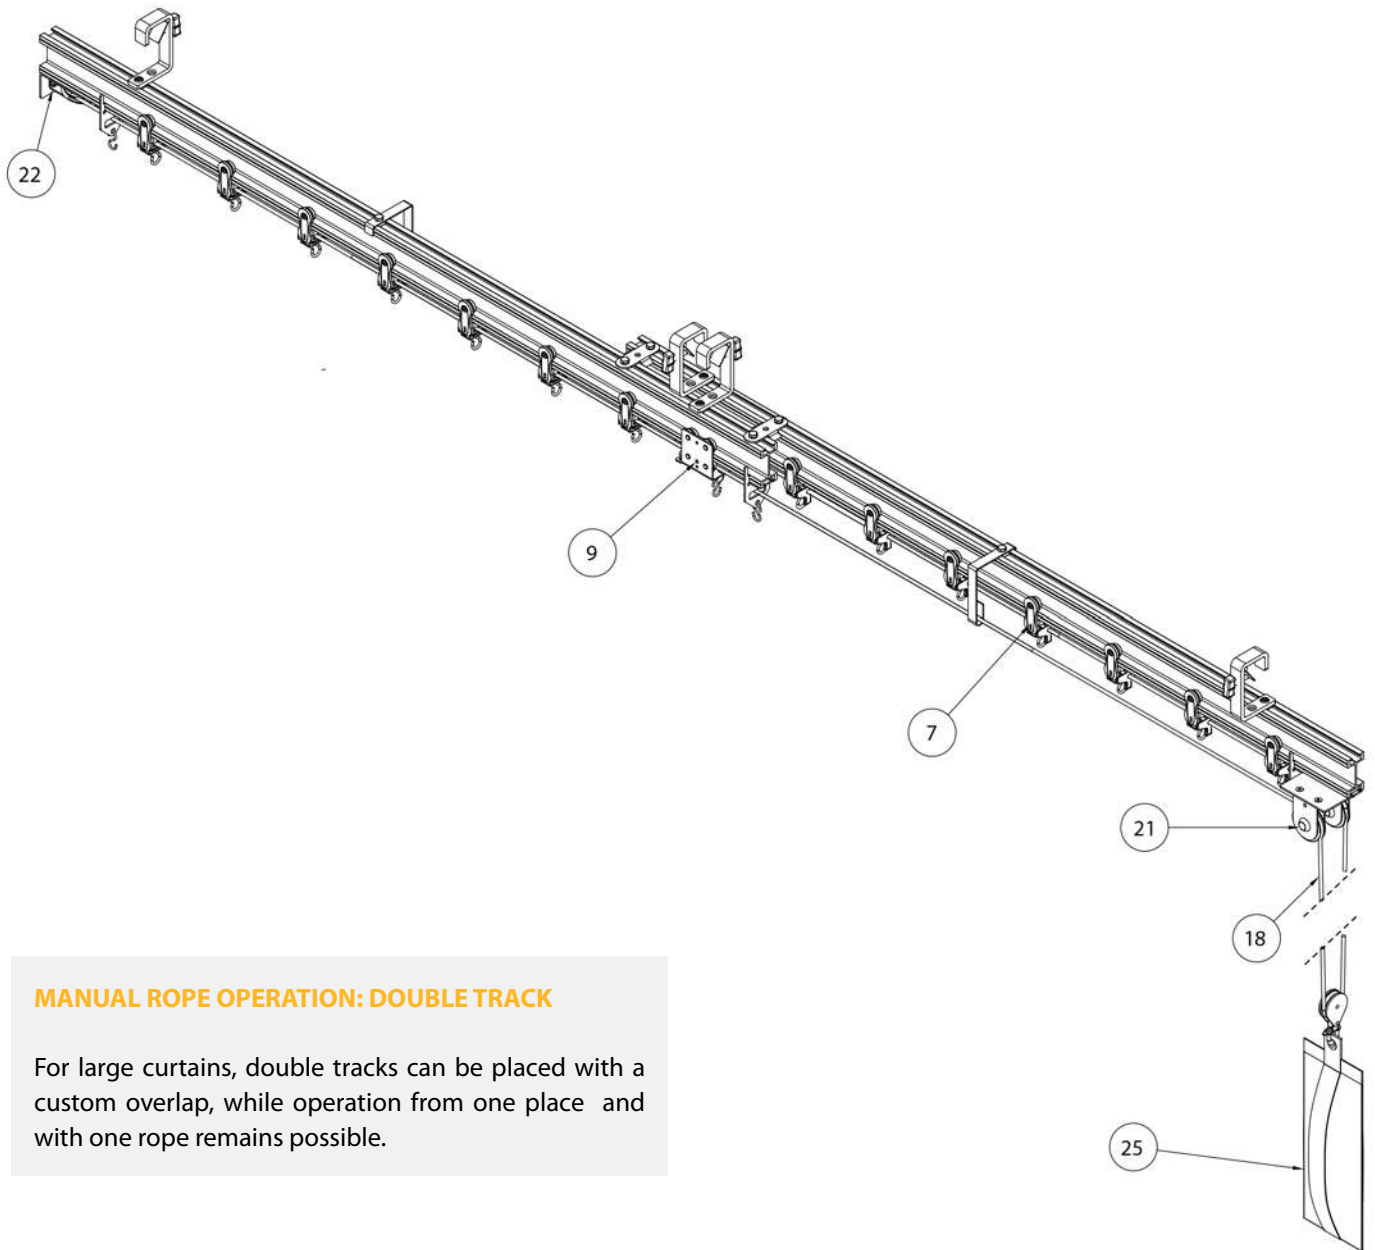 22
9
7
21
18
25
MANUAL ROPE OPERATION: DOUBLE TRACK
For large curtains, double tracks can be placed with a
custom overlap, while operation from one place and
with one rope remains possible.